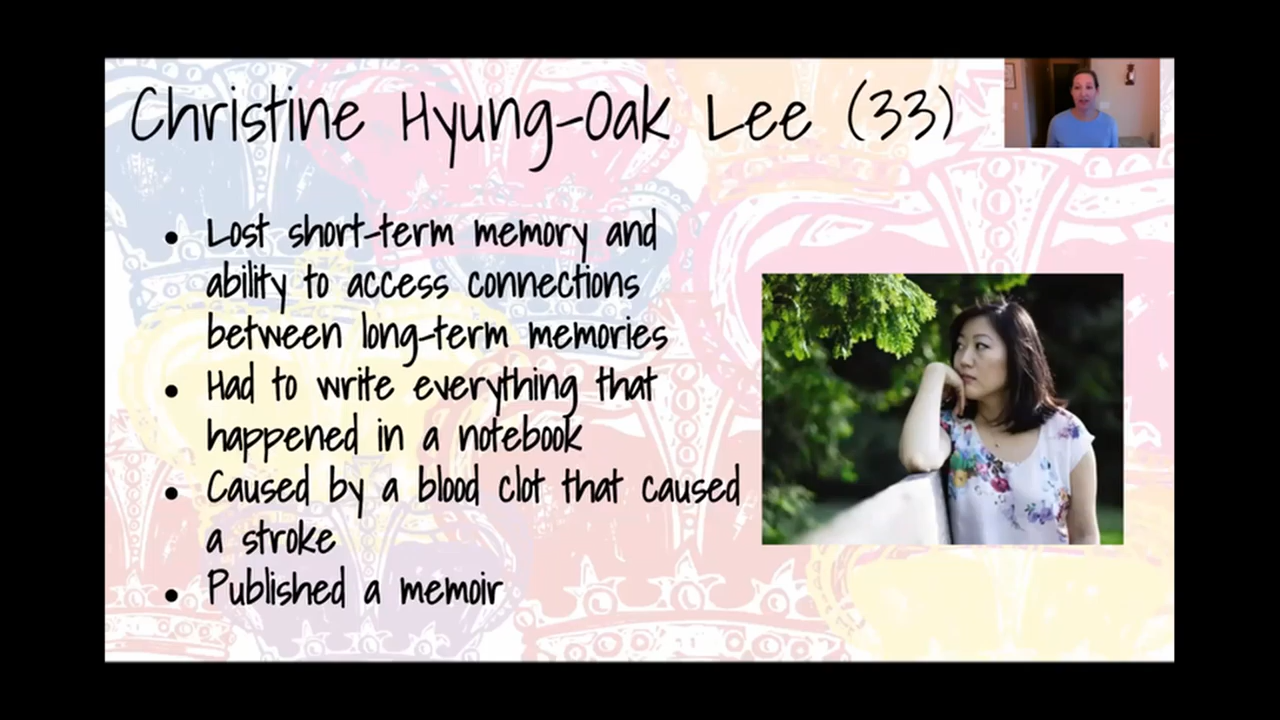 Christine Hyung-Oak Lee (33)
• Lost short-term memory and
ability to access connections
between long-term memories
• Had to write everything that
happened in a notebook
• Caused by a blood clot that caused
a stroke
• Published a memoir